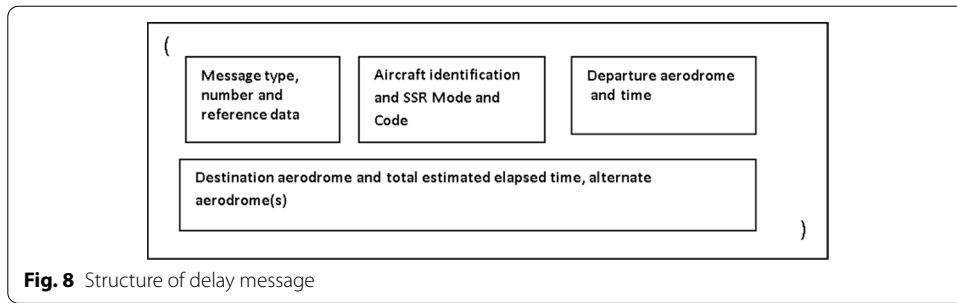 (
Message type,
number and
reference data
Aircraft identification
and SSR Mode and
Code
Departure aerodrome
and time
Destination aerodrome and total estimated elapsed time, alternate
aerodrome(s)
)
Fig. 8 Structure of delay message